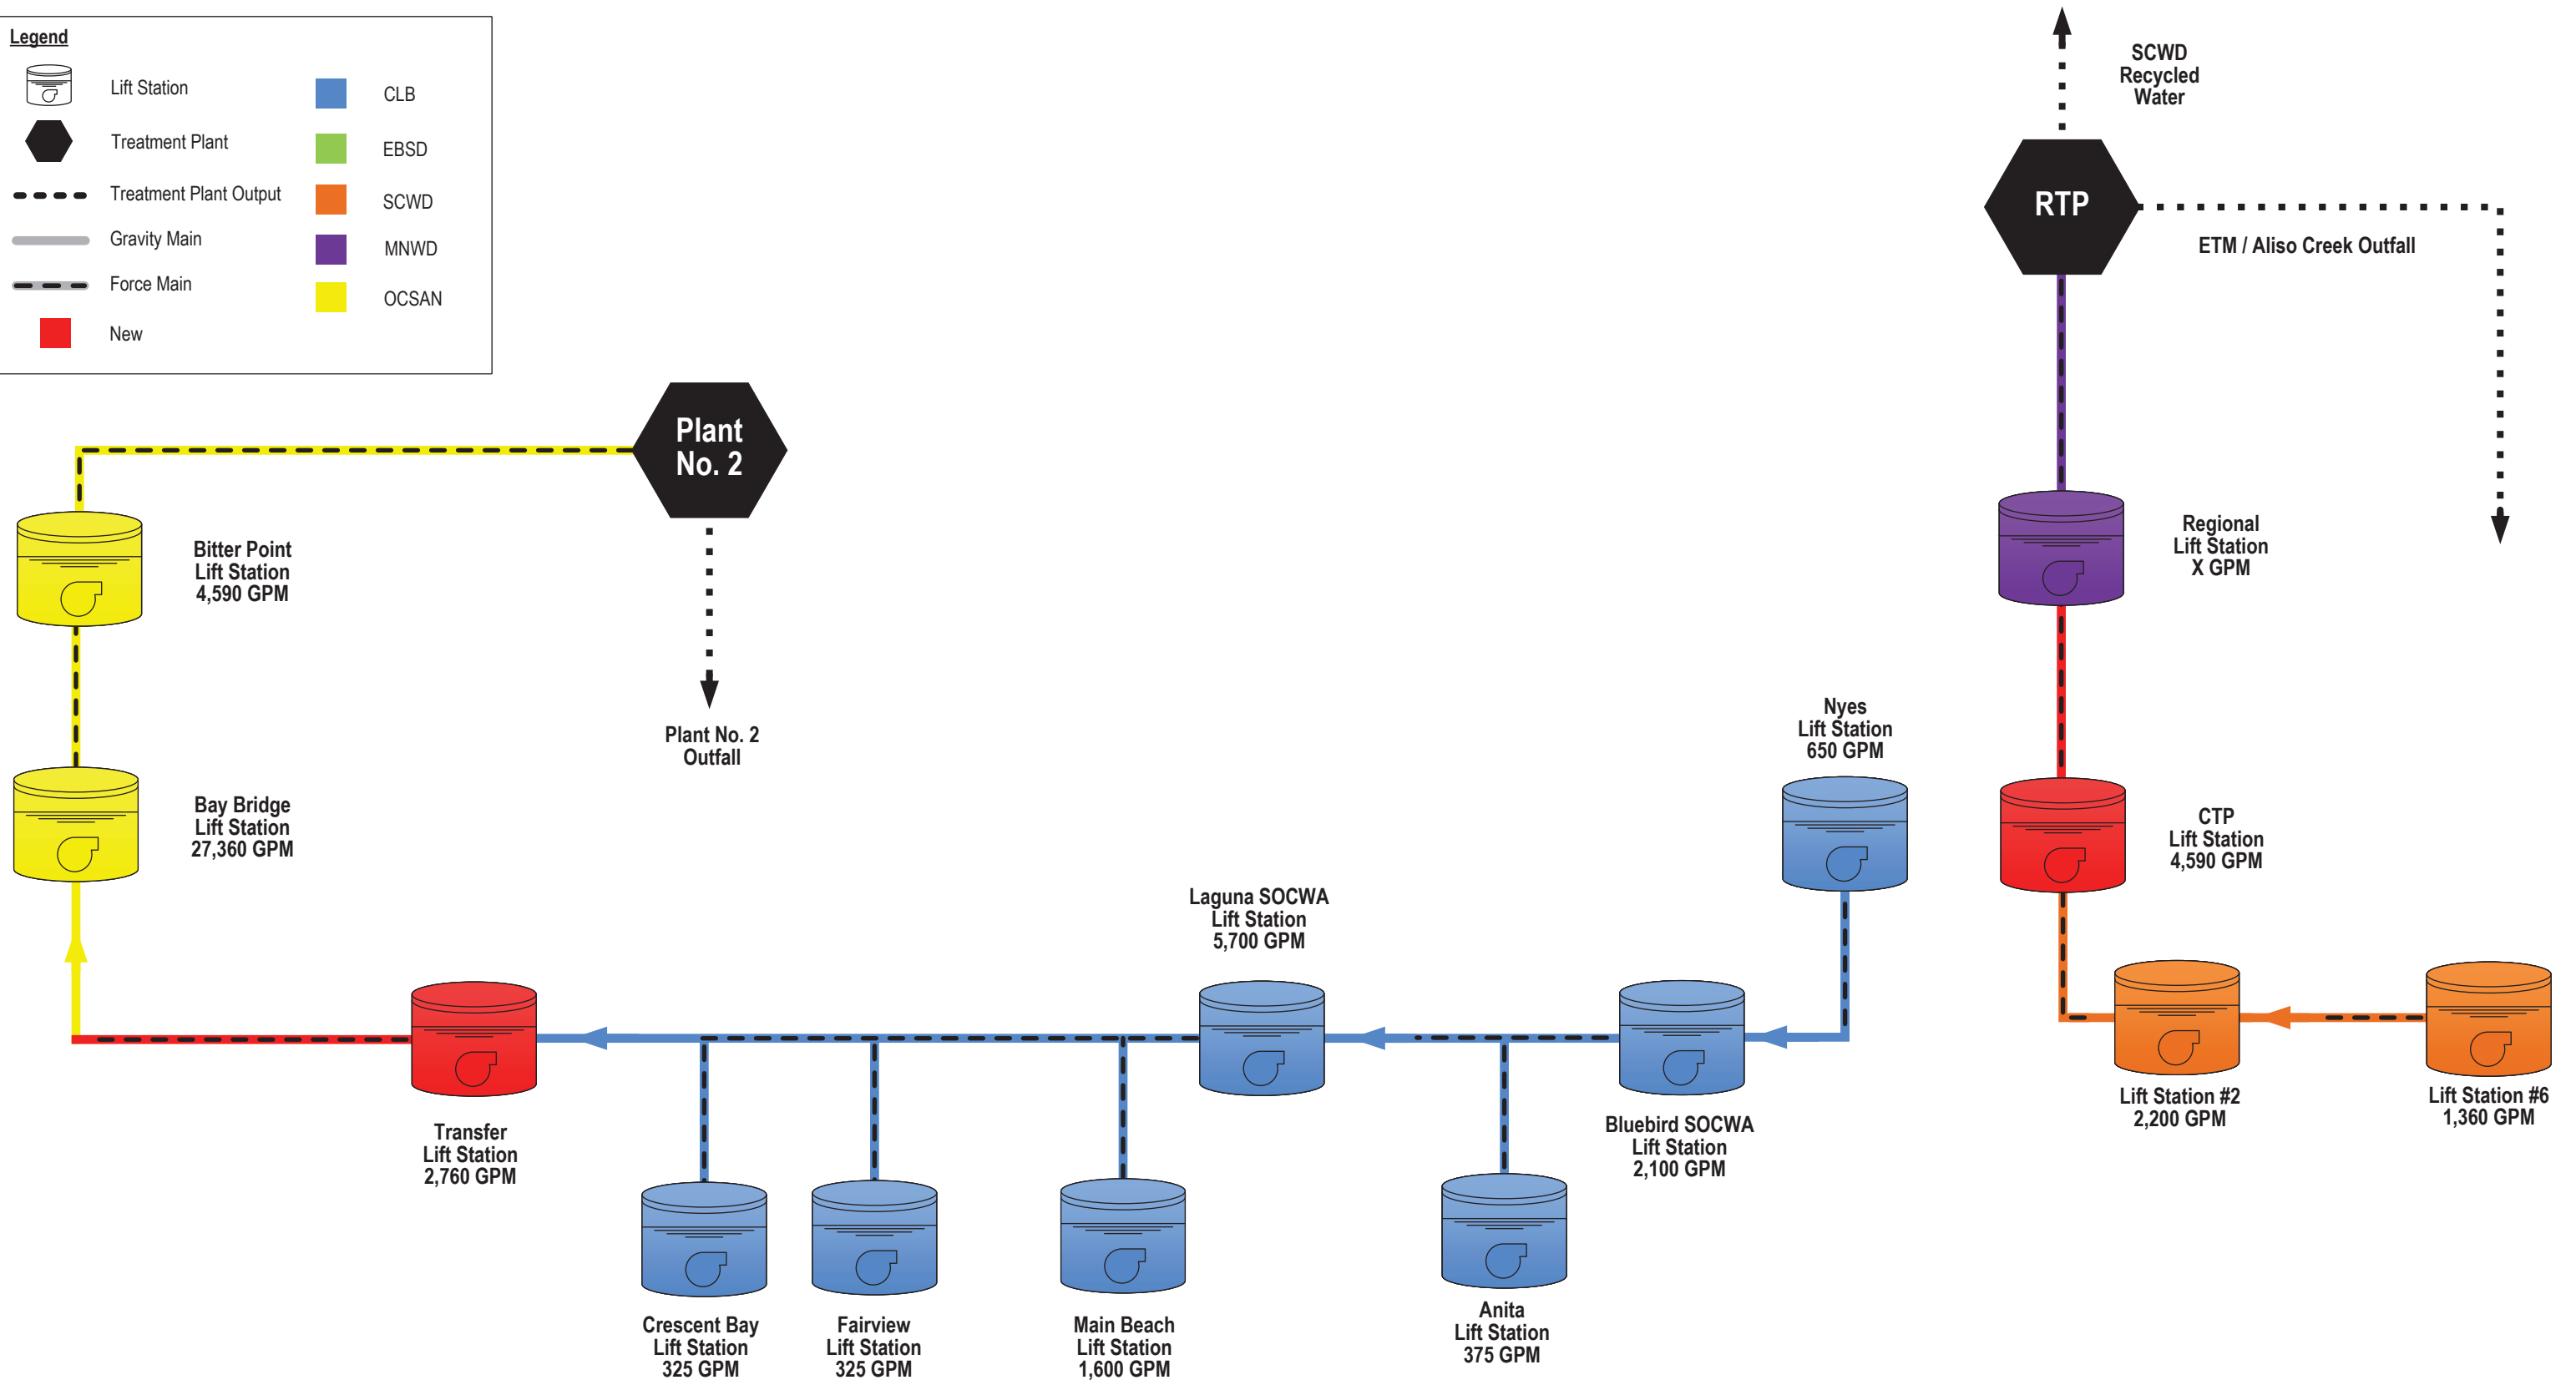 Legend
Lift Station
Treatment Plant
Treatment Plant Output
Gravity Main
Force Main
New
CLB
EBSD
SCWD
MNWD
OCSAN
SCWD
Recycled
Water
RTP
ETM / Aliso Creek Outfall
Plant
No. 2
Plant No. 2
Outfall
Bitter Point
Lift Station
4,590 GPM
Bay Bridge
Lift Station
27,360 GPM
Regional
Lift Station
X GPM
Nyes
Lift Station
650 GPM
CTP
Lift Station
4,590 GPM
Laguna SOCWA
Lift Station
5,700 GPM
Transfer
Lift Station
2,760 GPM
Bluebird SOCWA
Lift Station
2,100 GPM
Lift Station #2
2,200 GPM
Lift Station #6
1,360 GPM
Crescent Bay
Lift Station
325 GPM
Fairview
Lift Station
325 GPM
Main Beach
Lift Station
1,600 GPM
Anita
Lift Station
375 GPM